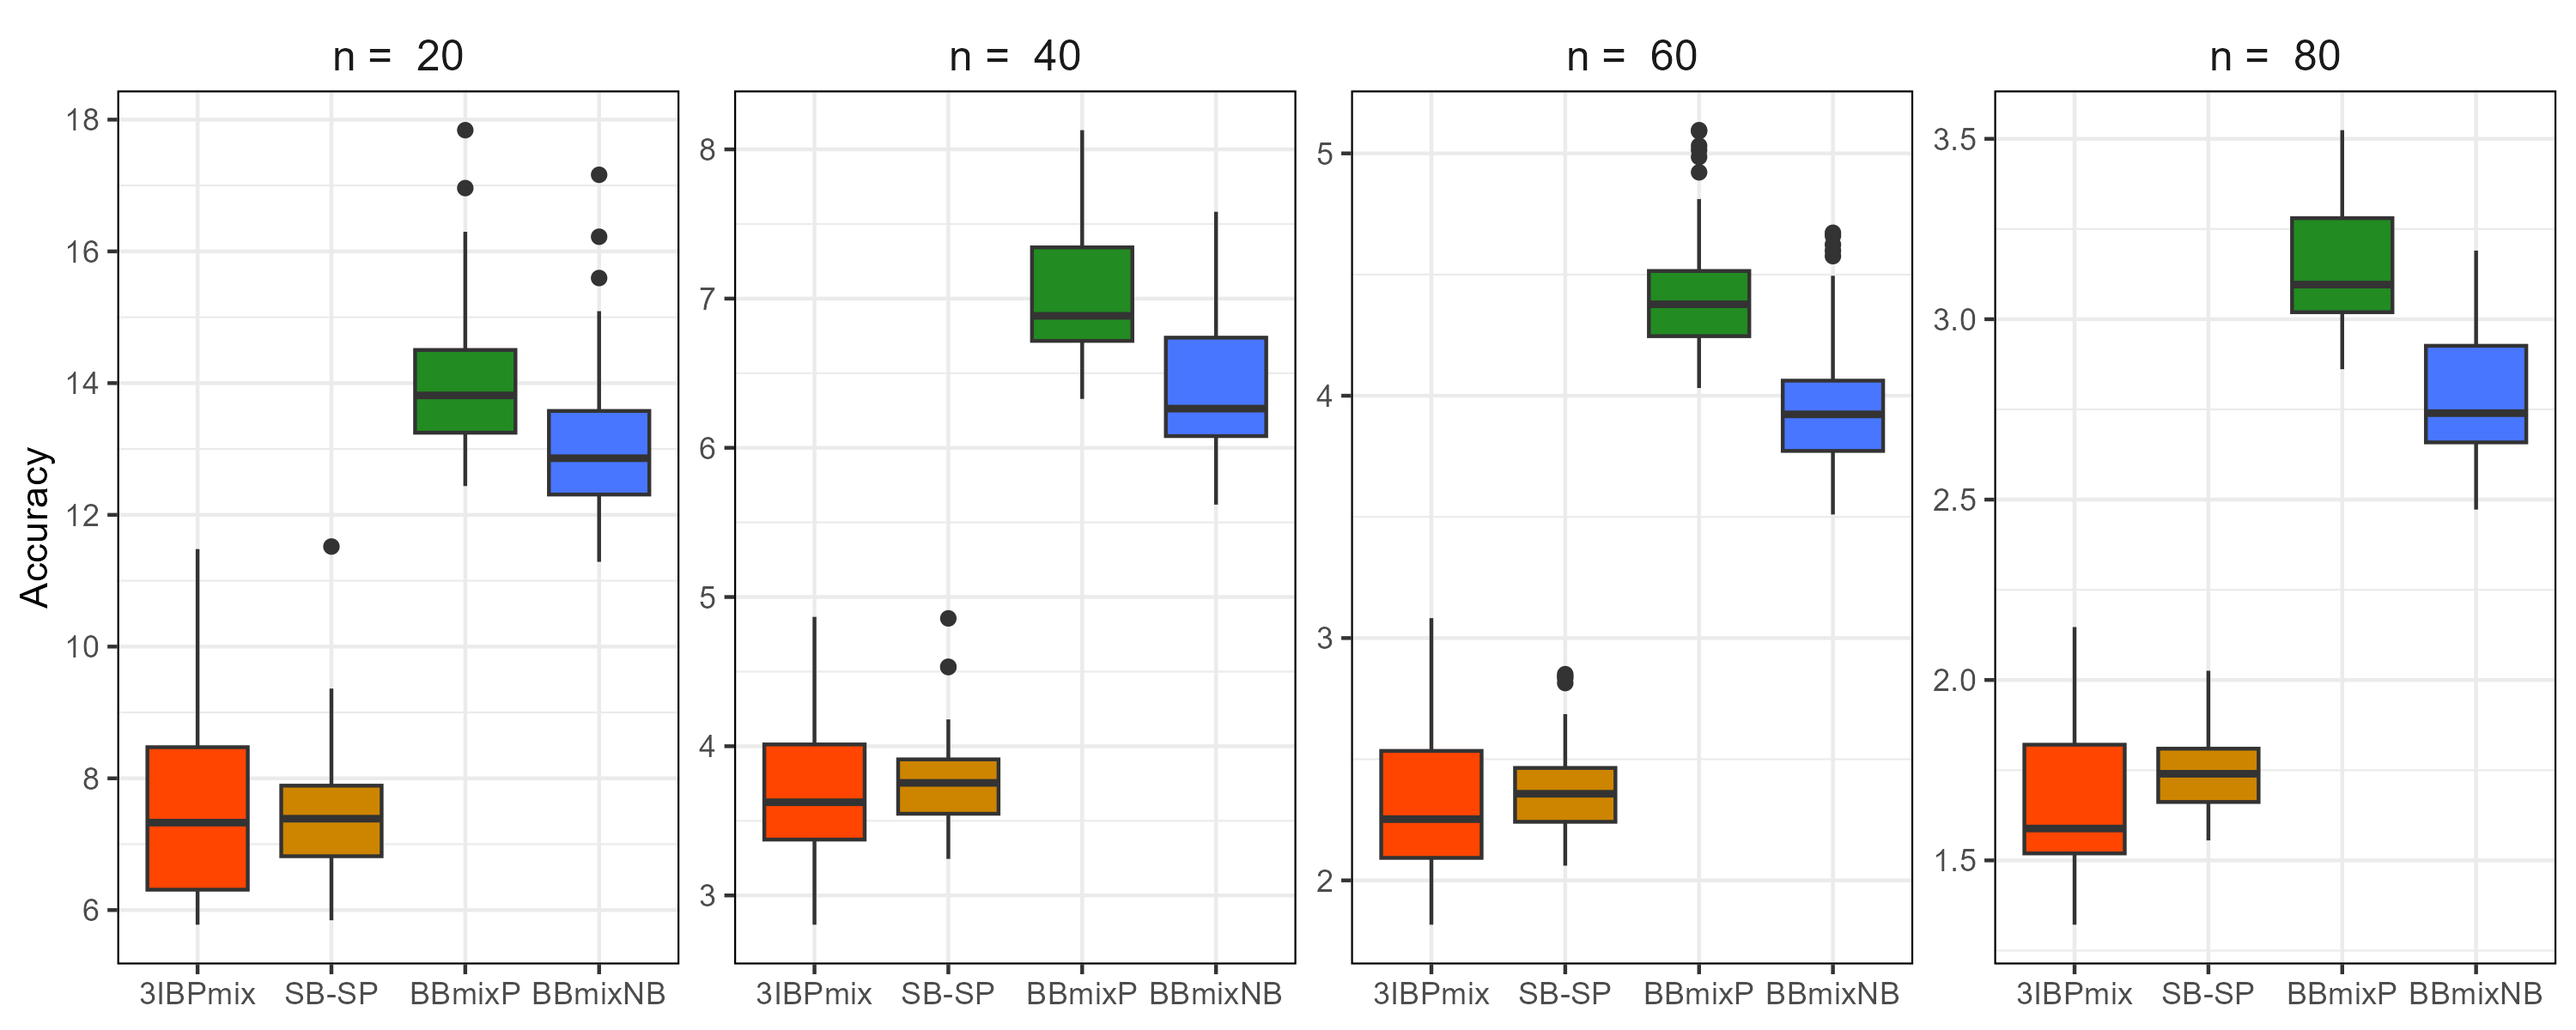 n = 20
n = 40
n = 60
n = 80
Accuracy
18
16
14
12
10
8
6
8
7
6
5
4
3
5
4
3
2
3.5
3.0
2.5
2.0
1.5
3IBPmix SB-SP BBmixP BBmixNB
3IBPmix SB-SP BBmixP BBmixNB
3IBPmix SB-SP BBmixP BBmixNB
3IBPmix SB-SP BBmixP BBmixNB